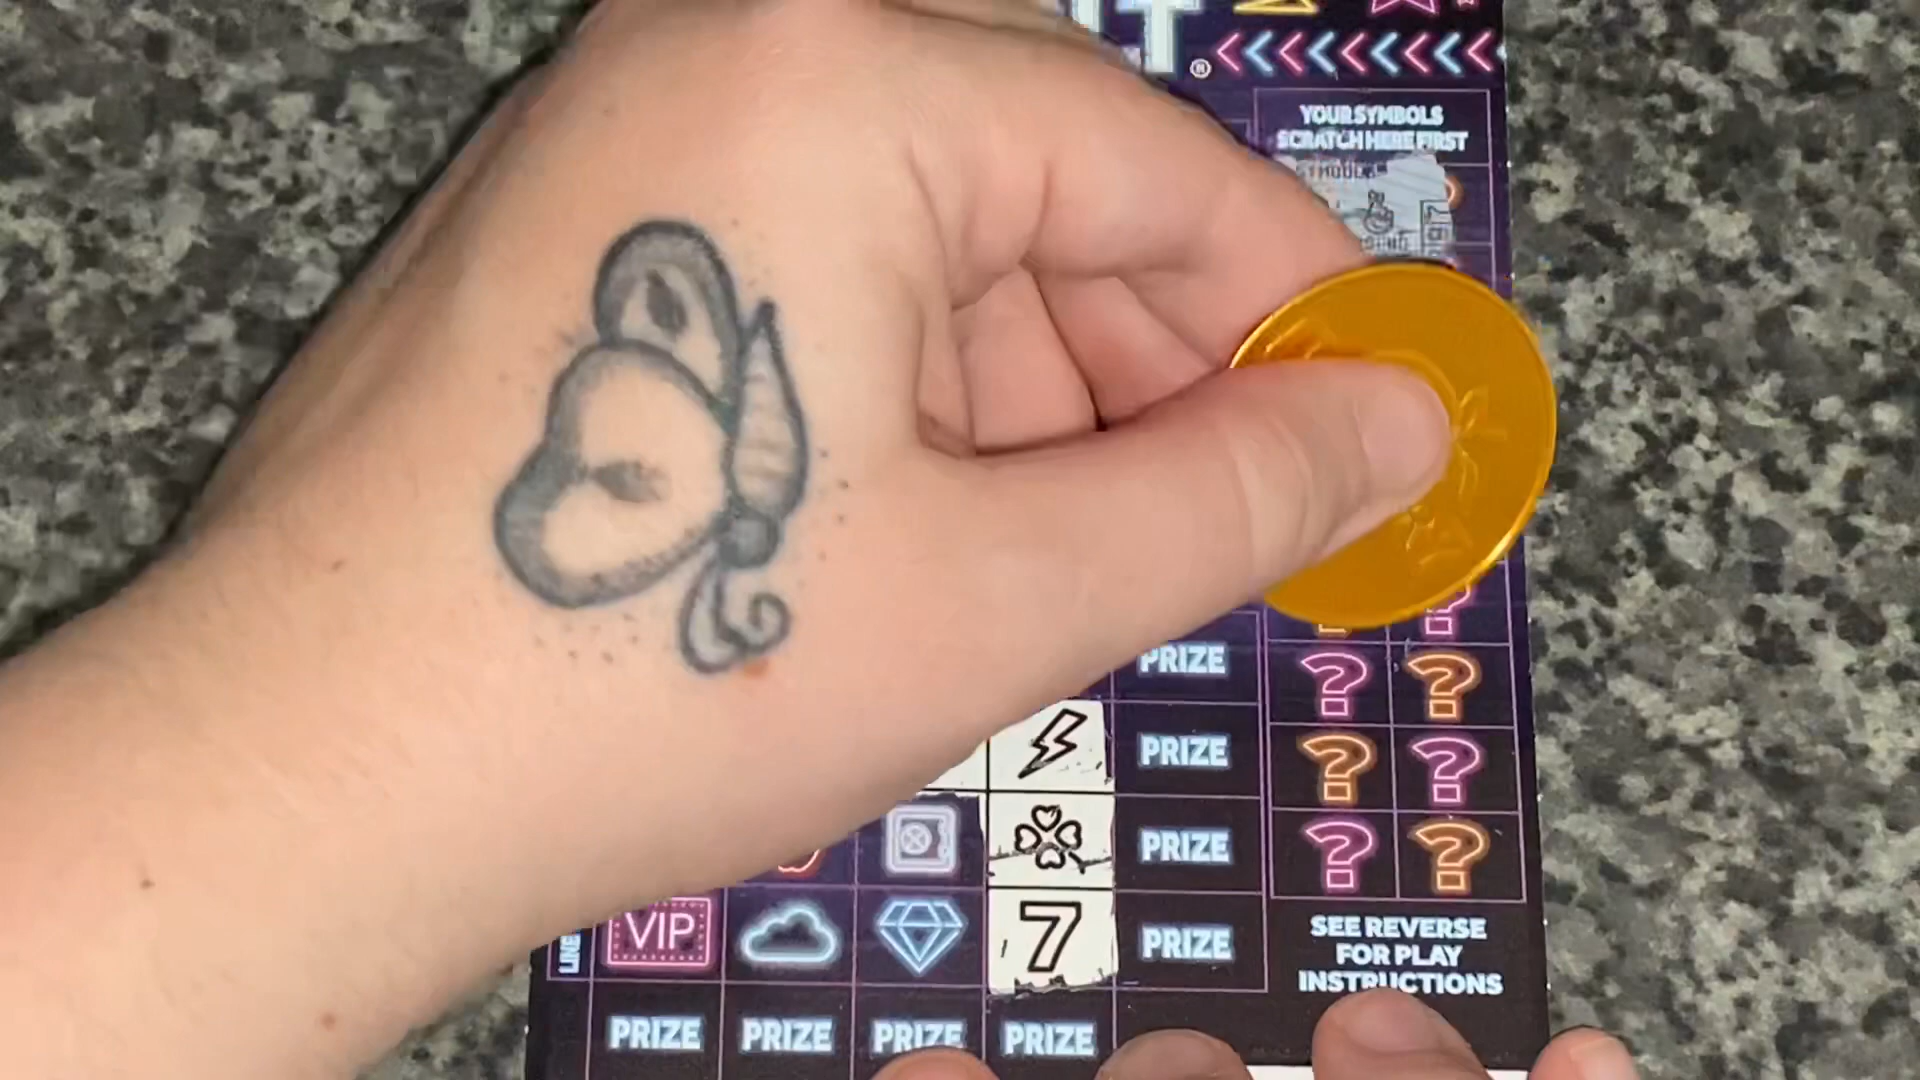 ®
YOUR SYMBOLS
SCRATCH HERE FIRST
PRIZE
PRIZE
PRIZE
7
VIP
PRIZE
LINE
SEE REVERSE
FOR PLAY
INSTRUCTIONS
PRIZE
PRIZE
PRIZE
PRIZE